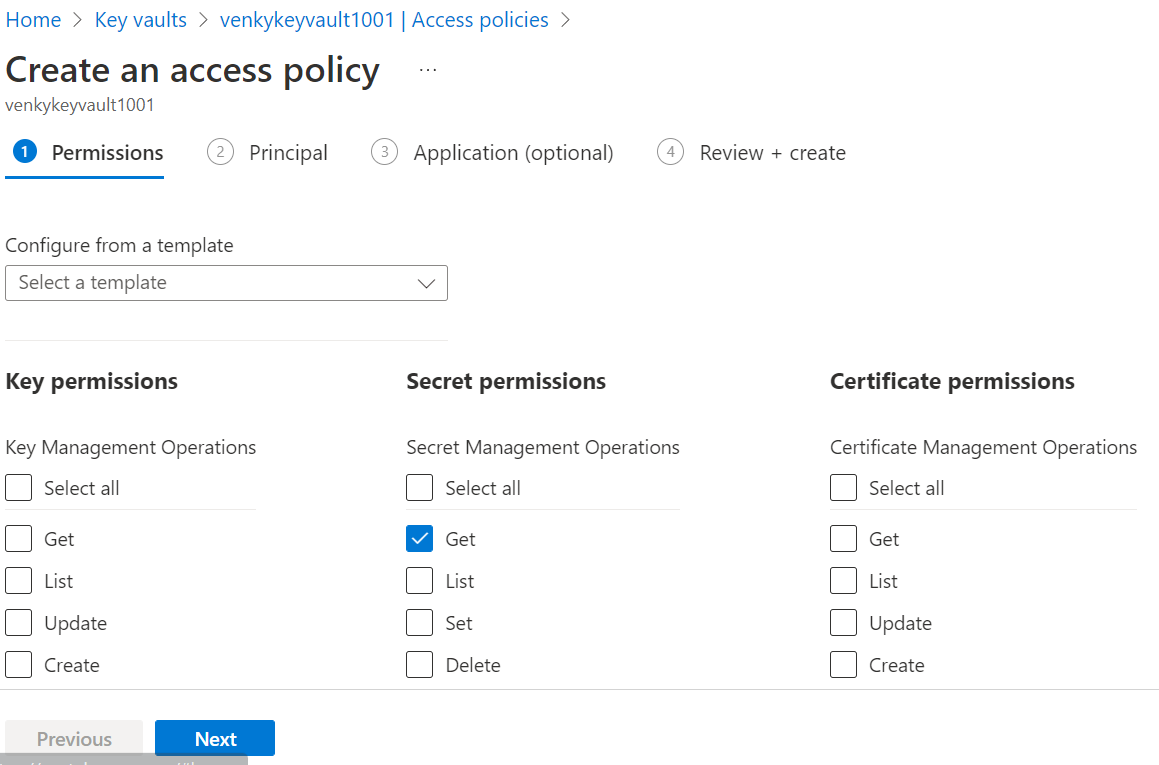 Home > Key vaults > venkykeyvault1001 | Access policies >
Create an access policy ...
venkykeyvault1001
1 Permissions 2 Principal 3 Application (optional) 4 Review + create
Configure from a template
Select a template
Key permissions Secret permissions Certificate permissions
Key Management Operations Secret Management Operations Certificate Management Operations
Select all Select all Select all
Get Get Get
List List List
Update Set Update
Create Delete Create
Previous Next